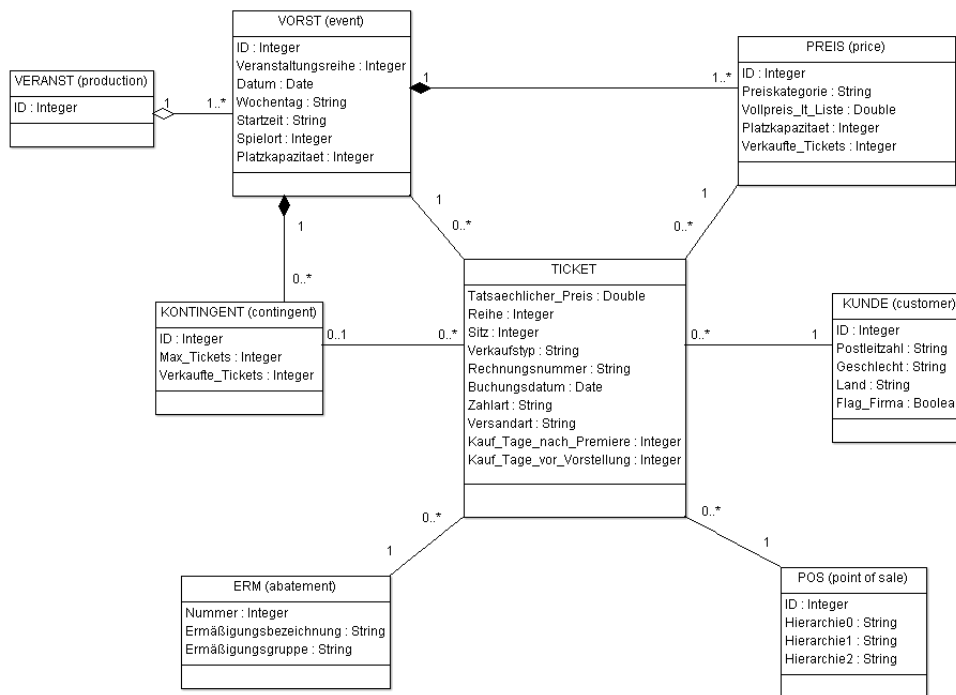 VORST (event)
ID : Integer
Veranstaltungsreihe : Integer
Datum : Date
Wochentag : String
Startzeit : String
Spielort : Integer
Platzkapazitaet : Integer
PREIS (price)
ID : Integer
Preiskategorie : String
Vollpreis_lt_Liste : Double
Platzkapazitaet : Integer
Verkaufte_Tickets : Integer
VERANST (production)
ID : Integer
1
1..*
1
1..*
1
0..*
1
0..*
1
0..*
TICKET
Tatsaechlicher_Preis : Double
Reihe : Integer
Sitz : Integer
Verkaufstyp : String
Rechnungsnummer : String
Buchungsdatum : Date
Zahlart : String
Versandart : String
Kauf_Tage_nach_Premiere : Integer
Kauf_Tage_vor_Vorstellung : Integer
KONTINGENT (contingent)
ID : Integer
Max_Tickets : Integer
Verkaufte_Tickets : Integer
0..1
0..*
0..*
1
KUNDE (customer)
ID : Integer
Postleitzahl : String
Geschlecht : String
Land : String
Flag_Firma : Boolea
0..*
1
0..*
1
ERM (abatement)
Nummer : Integer
Ermäßigungsbezeichnung : String
Ermäßigungsgruppe : String
POS (point of sale)
ID : Integer
Hierarchie0 : String
Hierarchie1 : String
Hierarchie2 : String